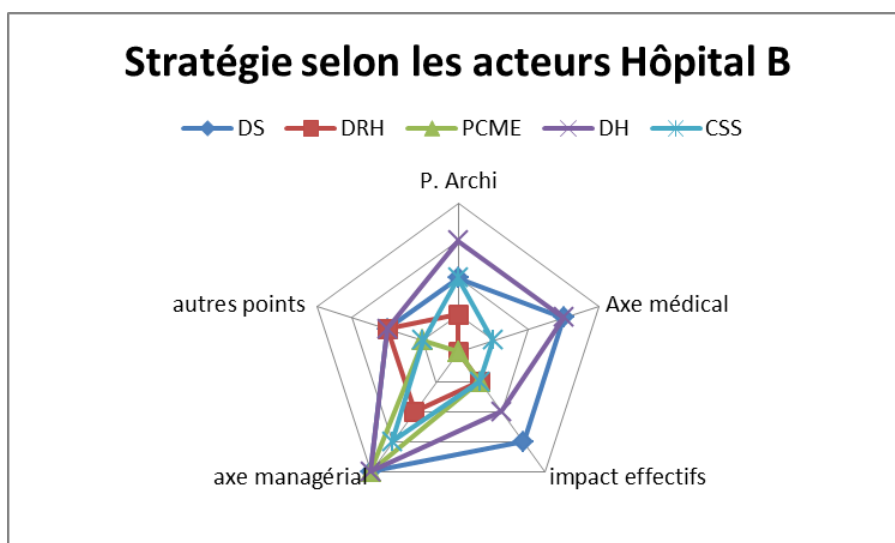 Stratégie selon les acteurs Hôpital B
DS DRH PCME DH CSS
P. Archi
autres points Axe médical
axe managérial impact effectifs